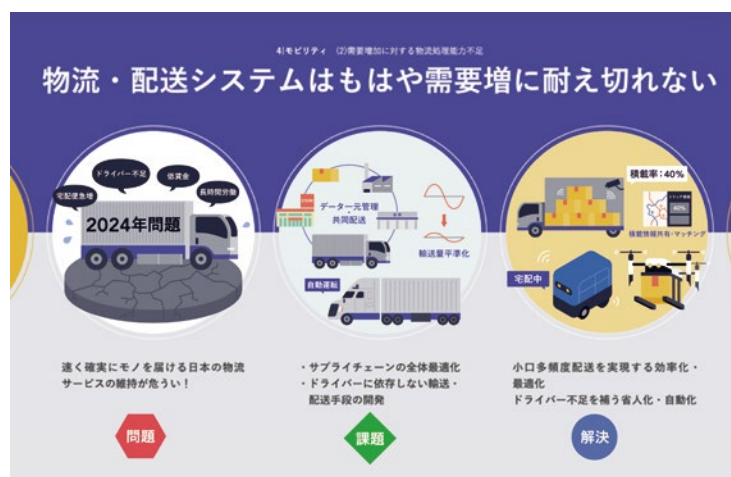 4|モビリティ (2)需要増加に対する物流処理能力不足
物流・配送システムはもはや需要増に耐え切れない
ドライバー不足
低賃金
宅配便急増
長時間労働
2024年問題
データ一元管理
共同配送
輸送量平準化
自動運転
積載率:40%
40%
積載情報共有・マッチング
宅配中
速く確実にモノを届ける日本の物流
サービスの維持が危うい!
・サプライチェーンの全体最適化
・ドライバーに依存しない輸送・
配送手段の開発
小口多頻度配送を実現する効率化・
最適化
ドライバー不足を補う省人化・自動化
問題
課題
解決